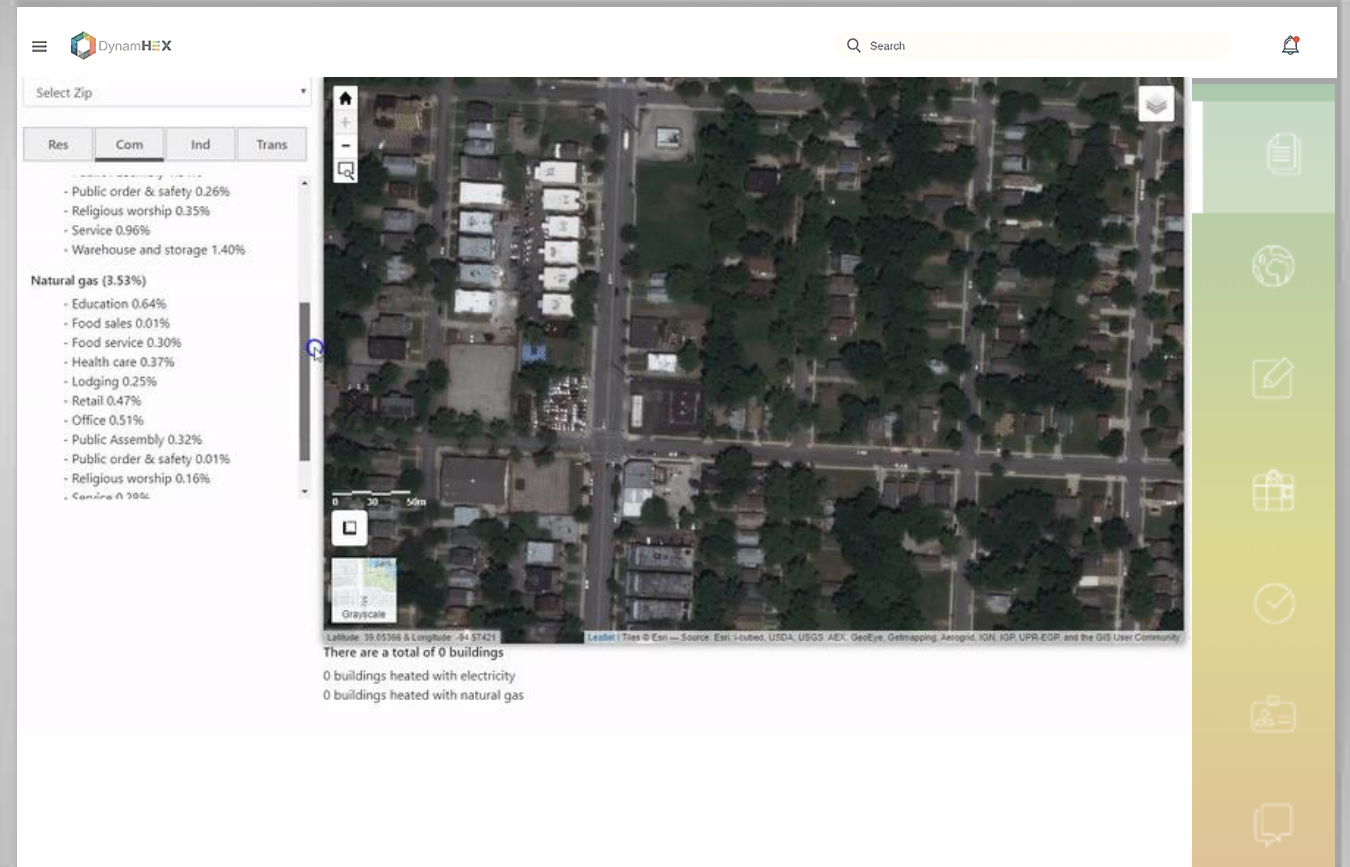 DynamHEX
Search
Select Zip
Res
Com
Ind
Trans
- Public order & safety 0.26%
- Religious worship 0.35%
- Service 0.96%
- Warehouse and storage 1.40%
Natural gas (3.53%)
- Education 0.64%
- Food sales 0.01%
- Food service 0.30%
- Health care 0.37%
- Lodging 0.25%
- Retail 0.47%
- Office 0.51%
- Public Assembly 0.32%
- Public order & safety 0.01%
- Religious worship 0.16%
- Service 0.28%
0 30 50m
park
Grayscale
Latitude: 39.05366 & Longitude: -94.57421
Leaflet | Tiles © Esri — Source: Esri, i-cubed, USDA, USGS, AEX, GeoEye, Getmapping, Aerogrid, IGN, IGP, UPR-EGP, and the GIS User Community
There are a total of 0 buildings
0 buildings heated with electricity
0 buildings heated with natural gas